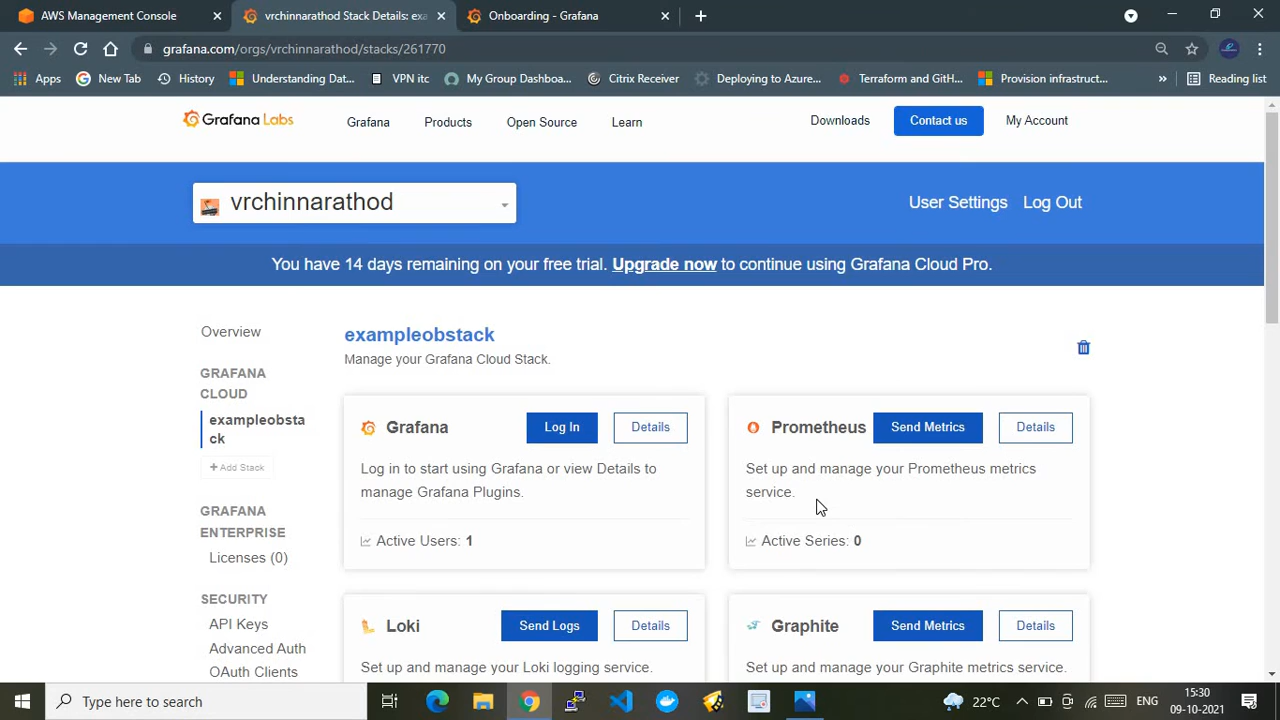 AWS Management Console
vrchinnarathod Stack Details: exa
Onboarding - Grafana
grafana.com/orgs/vrchinnarathod/stacks/261770
Apps
New Tab
History
Understanding Dat...
VPN itc
My Group Dashboa...
Citrix Receiver
Deploying to Azure...
Terraform and GitH...
Provision infrastruct...
»
Reading list
Grafana Labs
Grafana
Products
Open Source
Learn
Downloads
Contact us
My Account
vrchinnarathod
User Settings
Log Out
You have 14 days remaining on your free trial. Upgrade now to continue using Grafana Cloud Pro.
Overview
GRAFANA
CLOUD
exampleobsta
ck
+ Add Stack
GRAFANA
ENTERPRISE
Licenses (0)
SECURITY
API Keys
Advanced Auth
OAuth Clients
exampleobstack
Manage your Grafana Cloud Stack.
Grafana
Log In
Details
Log in to start using Grafana or view Details to
manage Grafana Plugins.
Active Users: 1
Prometheus
Send Metrics
Details
Set up and manage your Prometheus metrics
service.
Active Series: 0
Loki
Send Logs
Details
Set up and manage your Loki logging service.
Graphite
Send Metrics
Details
Set up and manage your Graphite metrics service.
Type here to search
22°C
ENG
15:30
09-10-2021